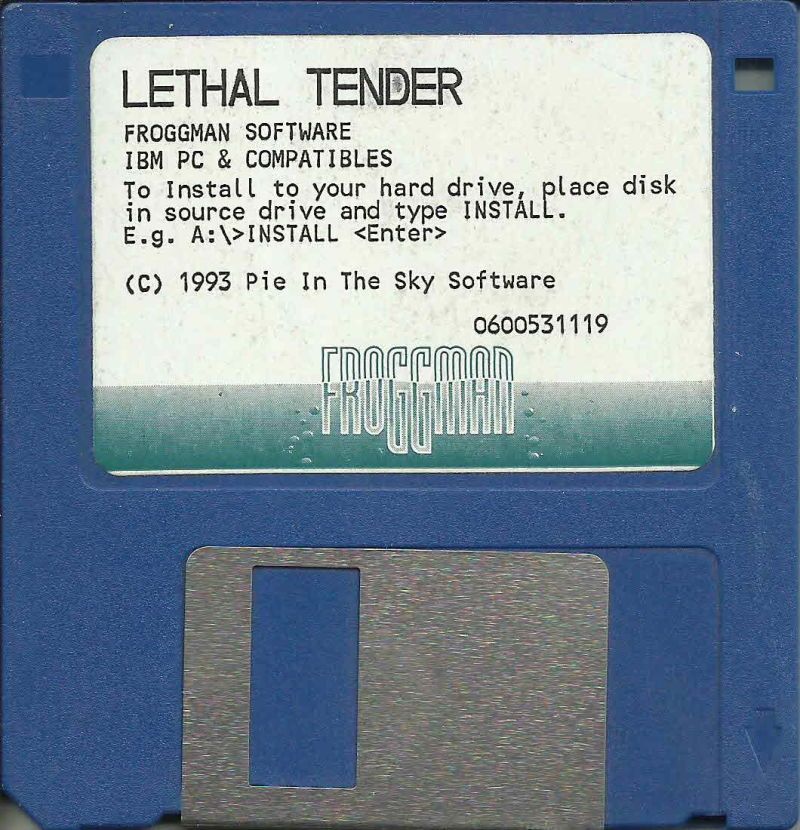 LETHAL TENDER
FROGGMAN SOFTWARE
IBM PC & COMPATIBLES
To Install to your hard drive, place disk
in source drive and type INSTALL.
E.g. A:\>INSTALL <Enter>
(C) 1993 Pie In The Sky Software
0600531119
FROGGMAN